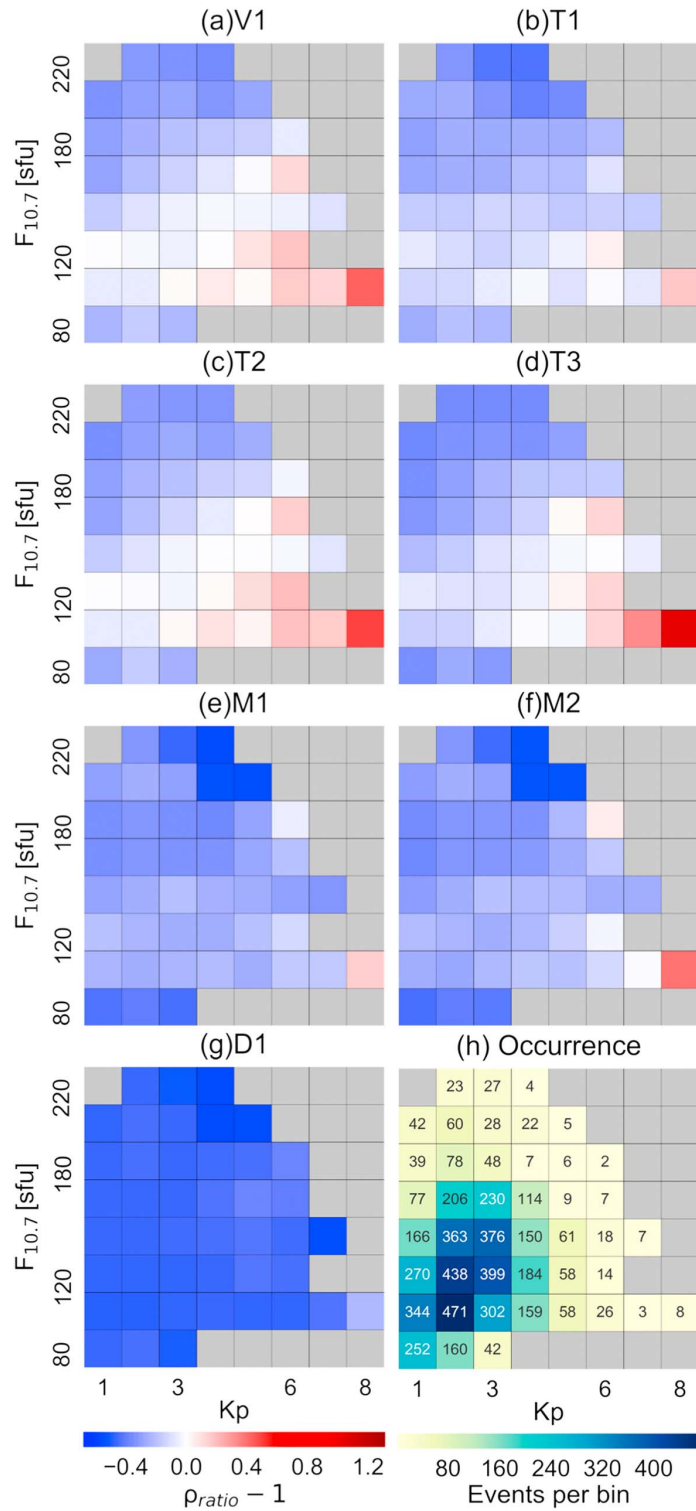 (a)V1 (b)T1
220
180
120
80
F10.7 [sfu]
(c)T2 (d)T3
220
180
120
80
F10.7 [sfu]
(e)M1 (f)M2
220
180
120
80
F10.7 [sfu]
(g)D1 (h) Occurrence
220
180
120
80
F10.7 [sfu]
23 27 4
42 60 28 22 5
39 78 48 7 6 2
77 206 230 114 9 7
166 363 376 150 61 18 7
270 438 399 184 58 14
344 471 302 159 58 26 3 8
252 160 42
1 3 6 8 1 3 6 8
Kp Kp
−0.4 0.0 0.4 0.8 1.2 80 160 240 320 400
ρratio − 1 Events per bin